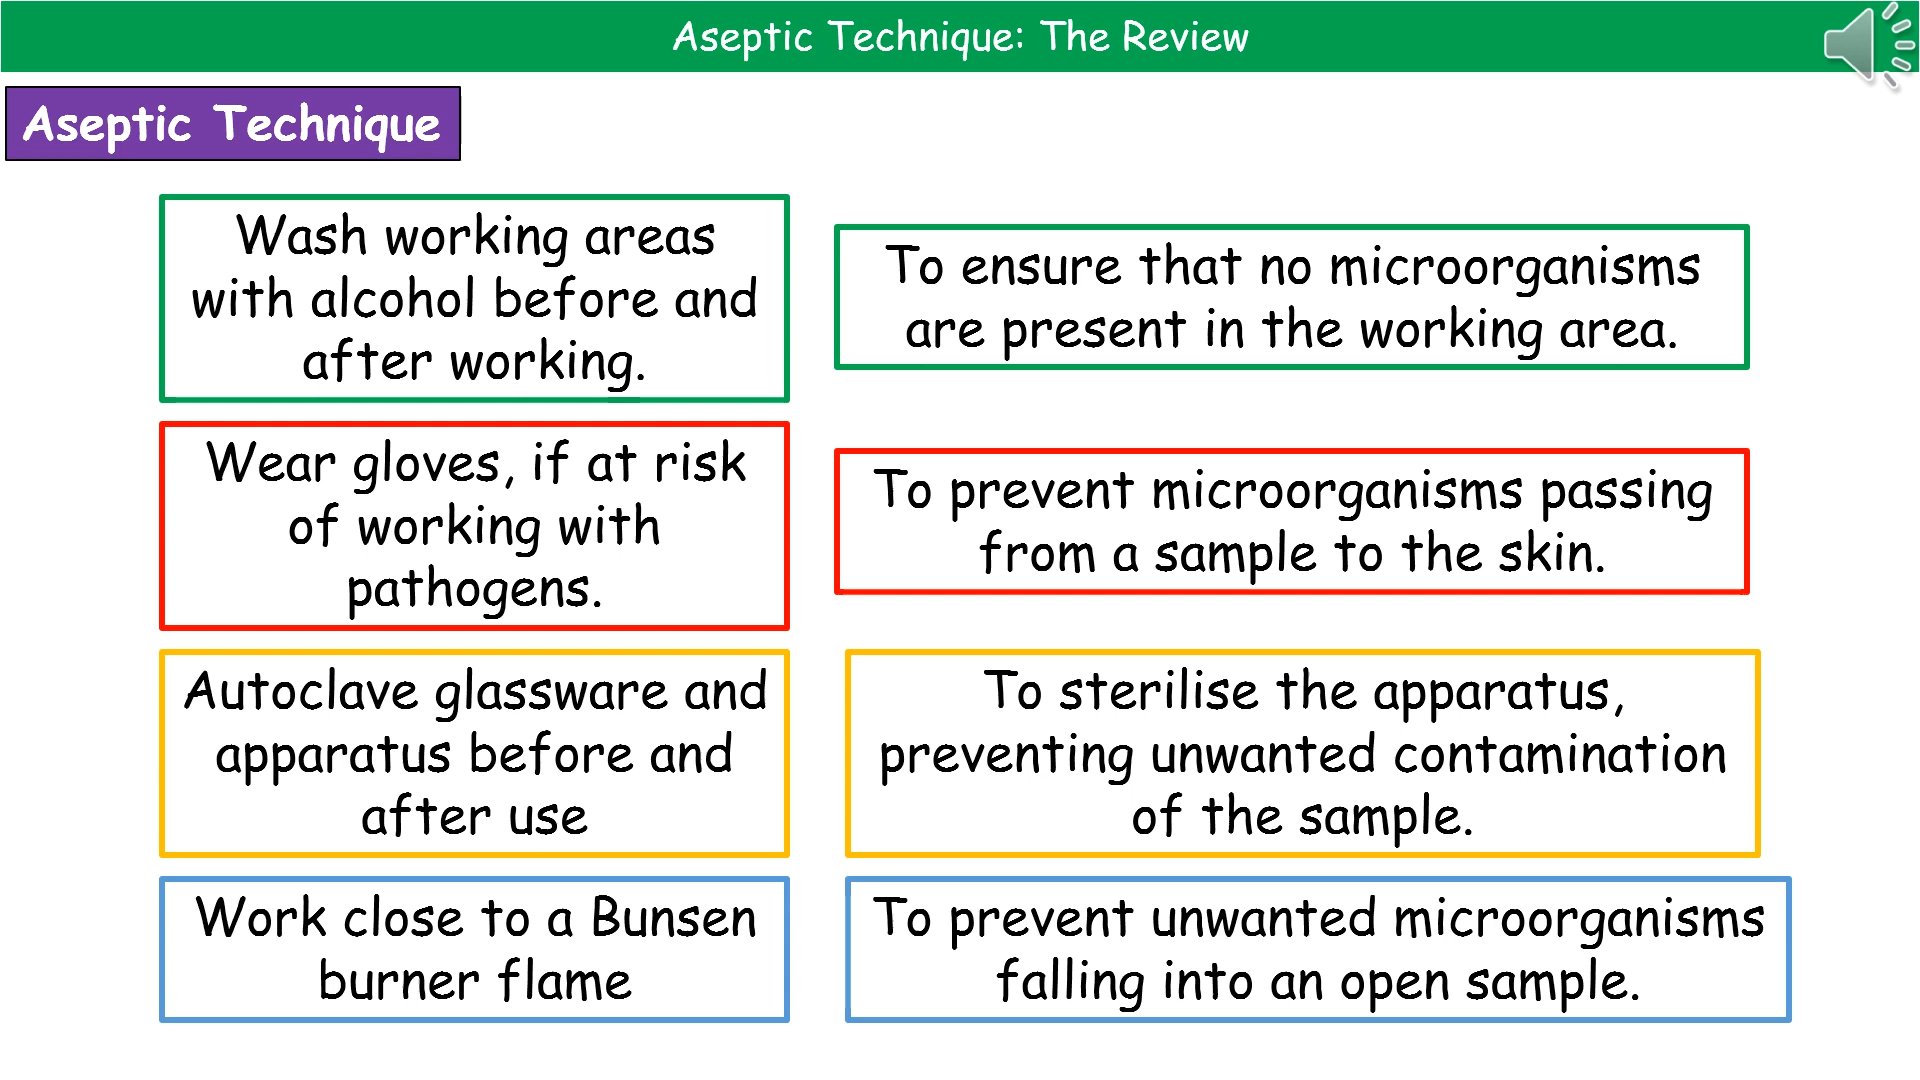 Aseptic Technique: The Review
Aseptic Technique
Wash working areas
with alcohol before and
after working.
To ensure that no microorganisms
are present in the working area.
Wear gloves, if at risk
of working with
pathogens.
To prevent microorganisms passing
from a sample to the skin.
Autoclave glassware and
apparatus before and
after use
To sterilise the apparatus,
preventing unwanted contamination
of the sample.
Work close to a Bunsen
burner flame
To prevent unwanted microorganisms
falling into an open sample.